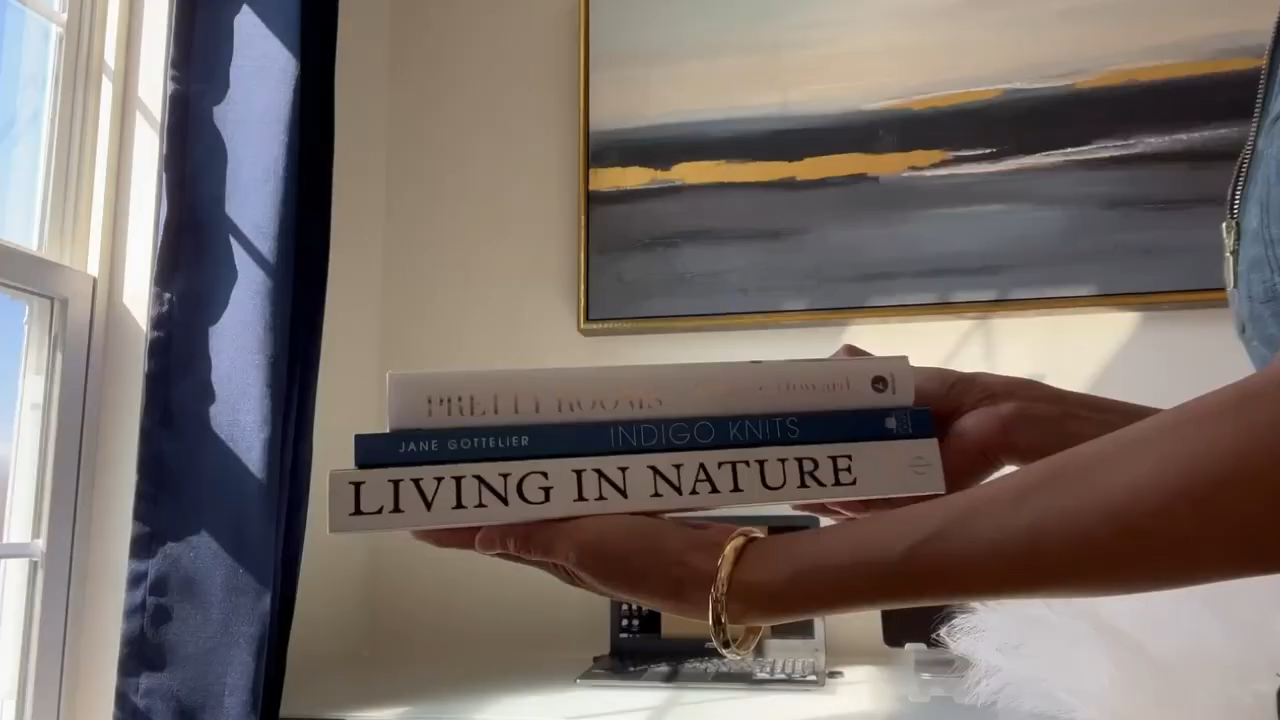 PRETTY ROOMS
JANE GOTTELIER INDIGO KNITS
LIVING IN NATURE